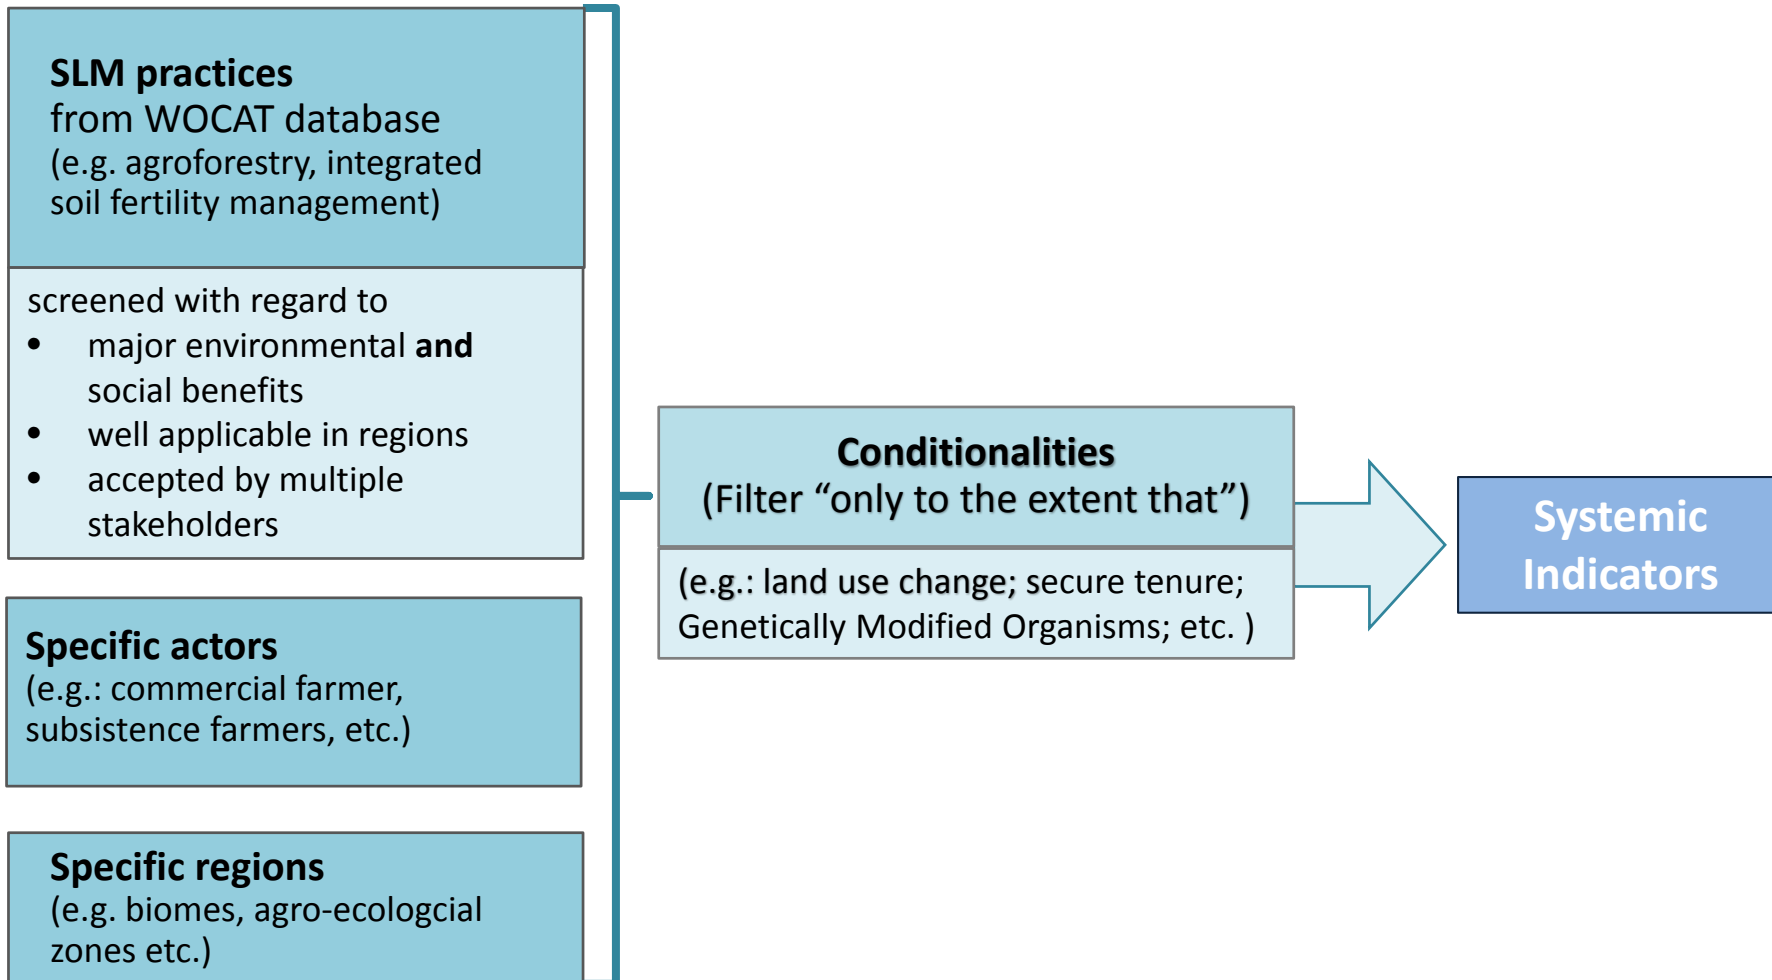 SLM practices
from WOCAT database
(e.g. agroforestry, integrated
soil fertility management)
screened with regard to
• major environmental and
social benefits
• well applicable in regions
• accepted by multiple
stakeholders
Specific actors
(e.g.: commercial farmer,
subsistence farmers, etc.)
Specific regions
(e.g. biomes, agro-ecologcial
zones etc.)
Conditionalities
(Filter “only to the extent that”)
(e.g.: land use change; secure tenure;
Genetically Modified Organisms; etc. )
Systemic
Indicators